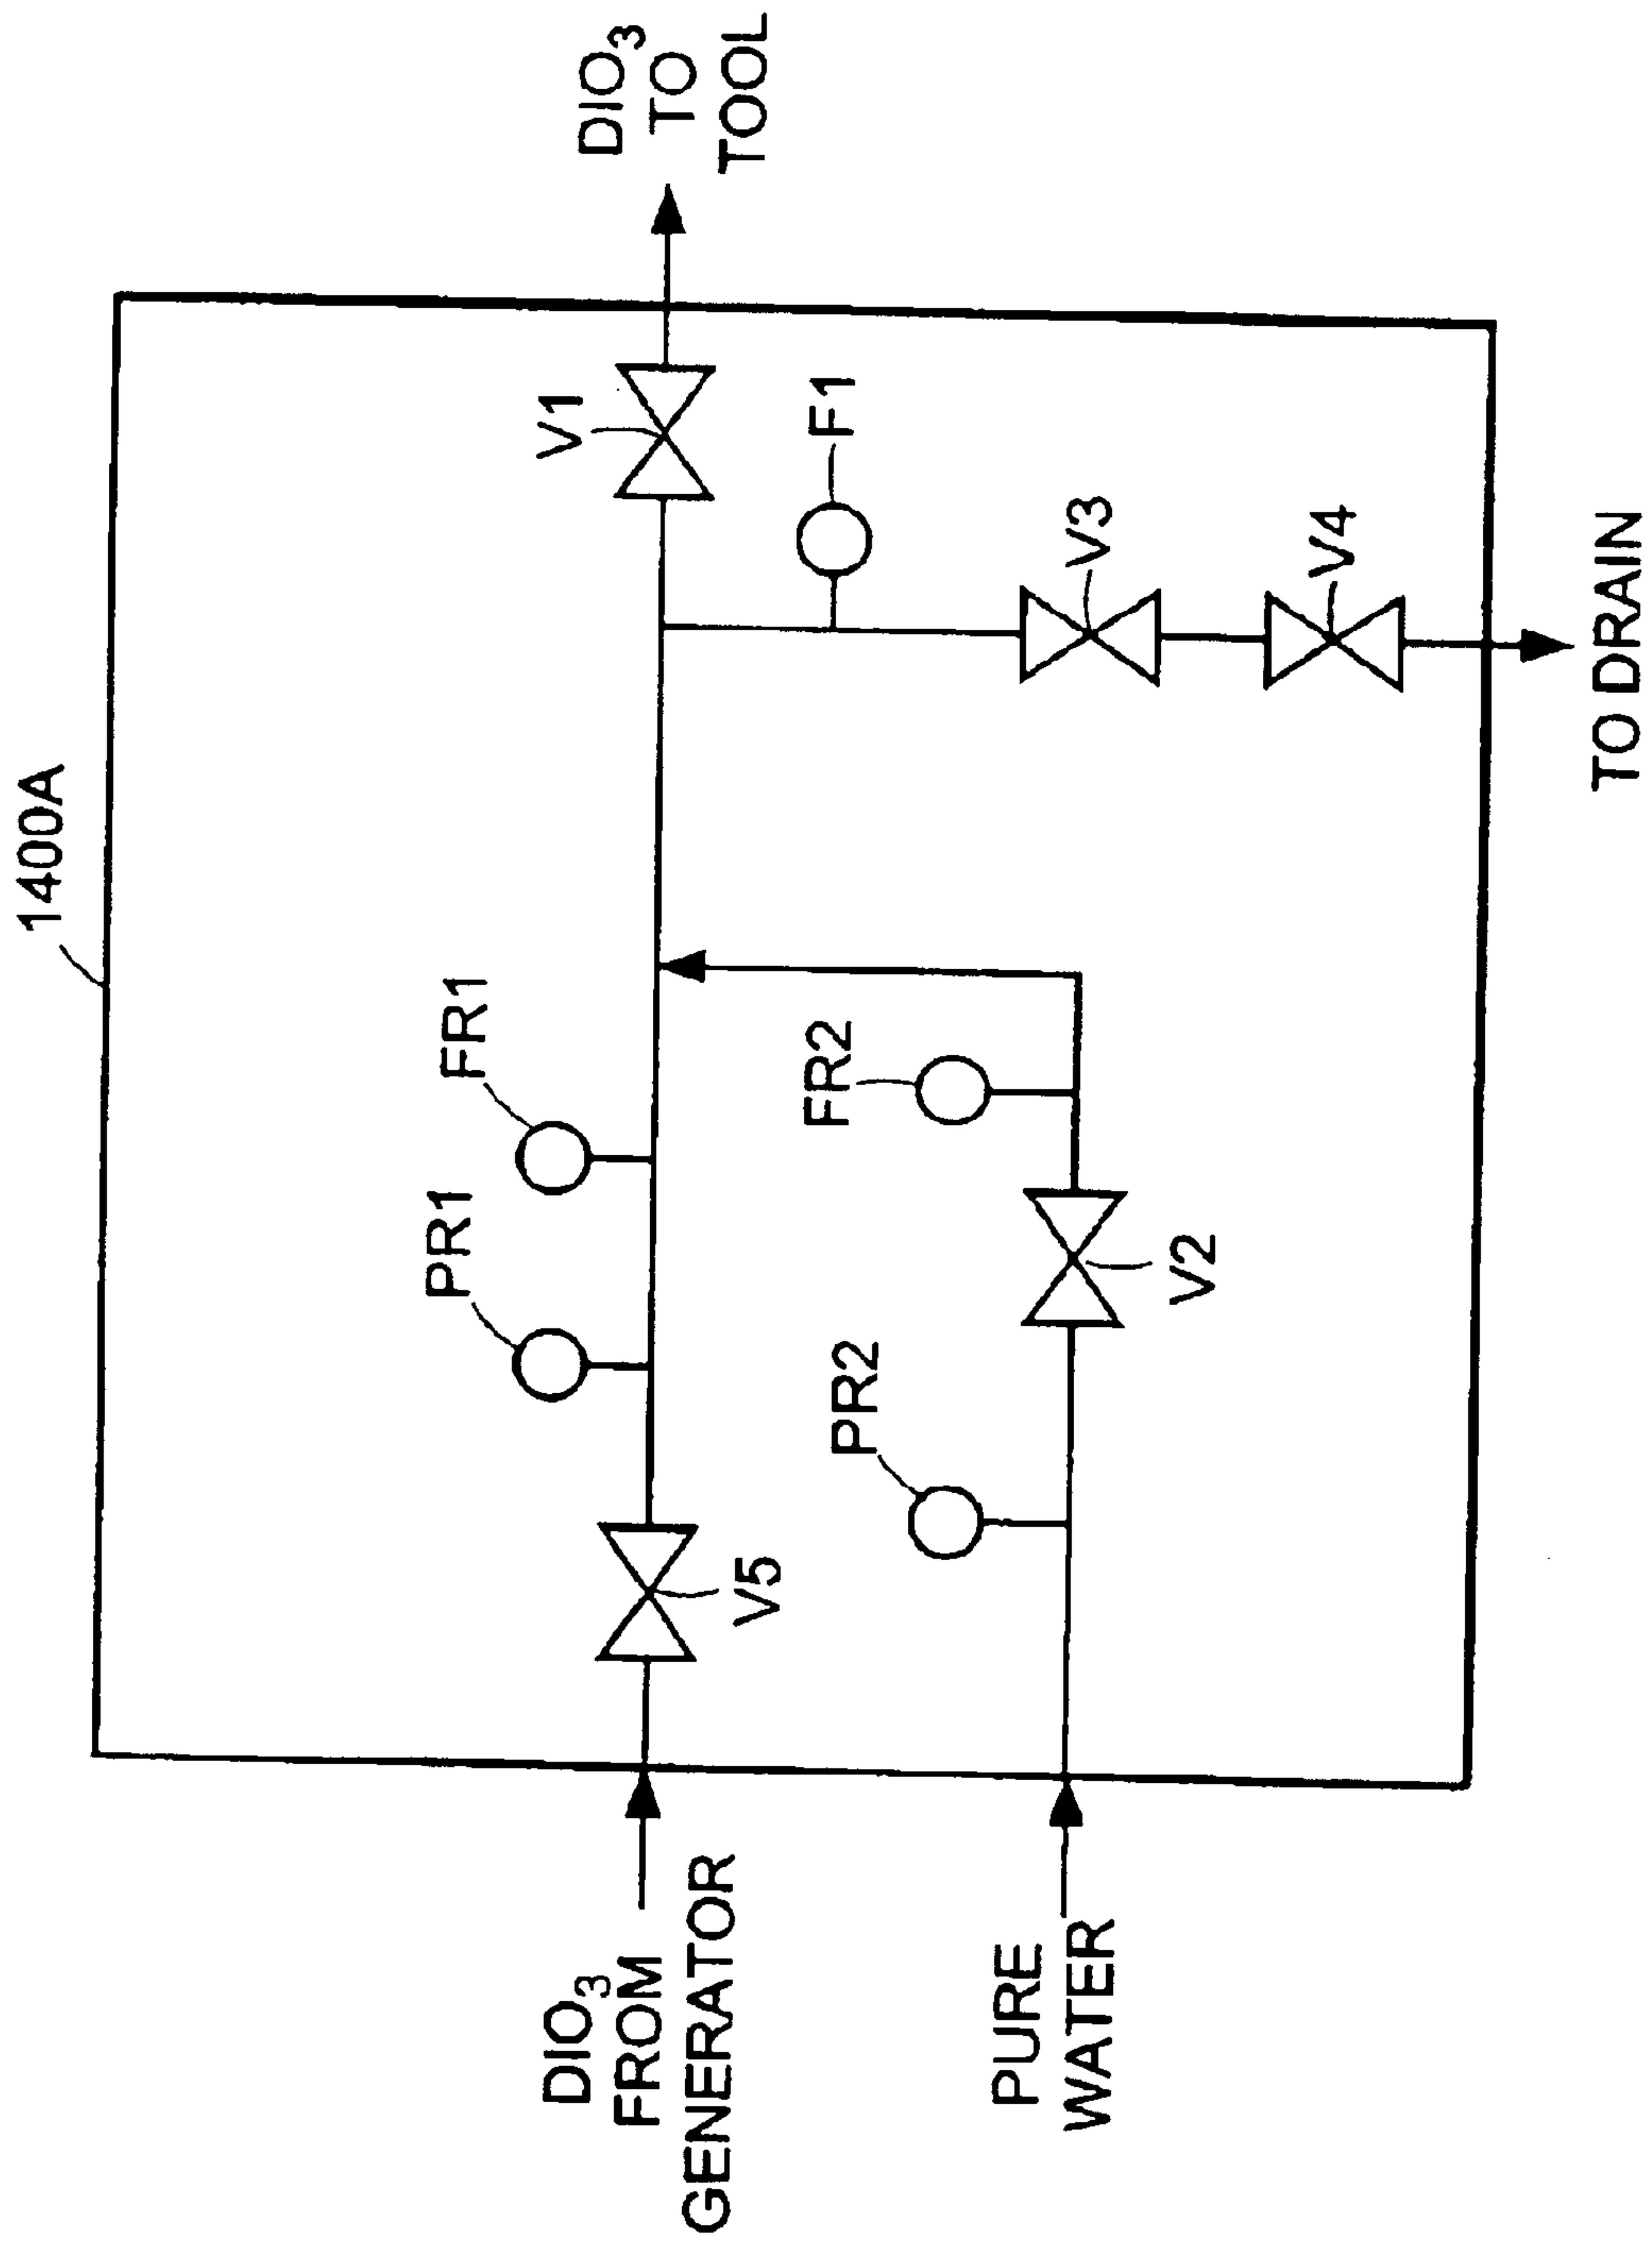 1400A
DIO3
FROM
GENERATOR
V5
PR1
FR1
V1
DIO3
TO
TOOL
F1
PURE
WATER
PR2
V2
FR2
V3
V4
TO DRAIN